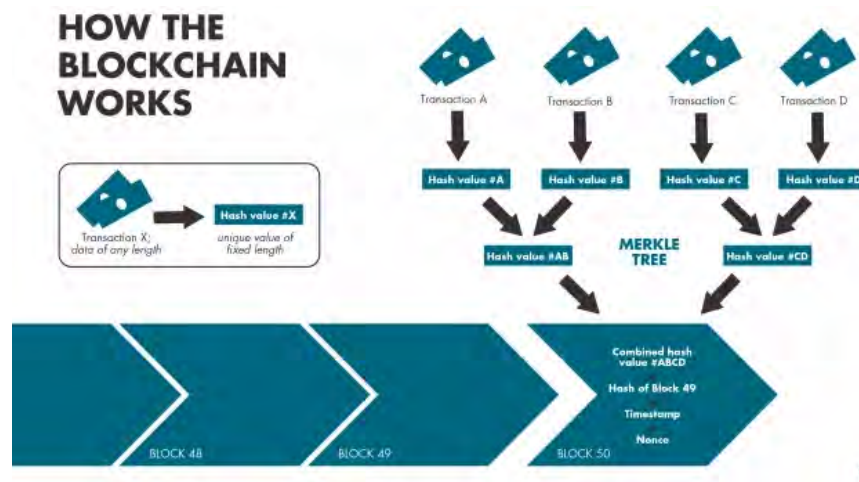 HOW THE
BLOCKCHAIN
WORKS
Transaction A
Transaction B
Transaction C
Transaction D
Hash value #A
Hash value #B
Hash value #C
Hash value #D
Transaction X;
data of any length
Hash value #X
unique value of
fixed length
Hash value #AB
MERKLE
TREE
Hash value #CD
Combined hash
value #ABCD
Hash of Block 49
Timestamp
Nonce
BLOCK 48
BLOCK 49
BLOCK 50